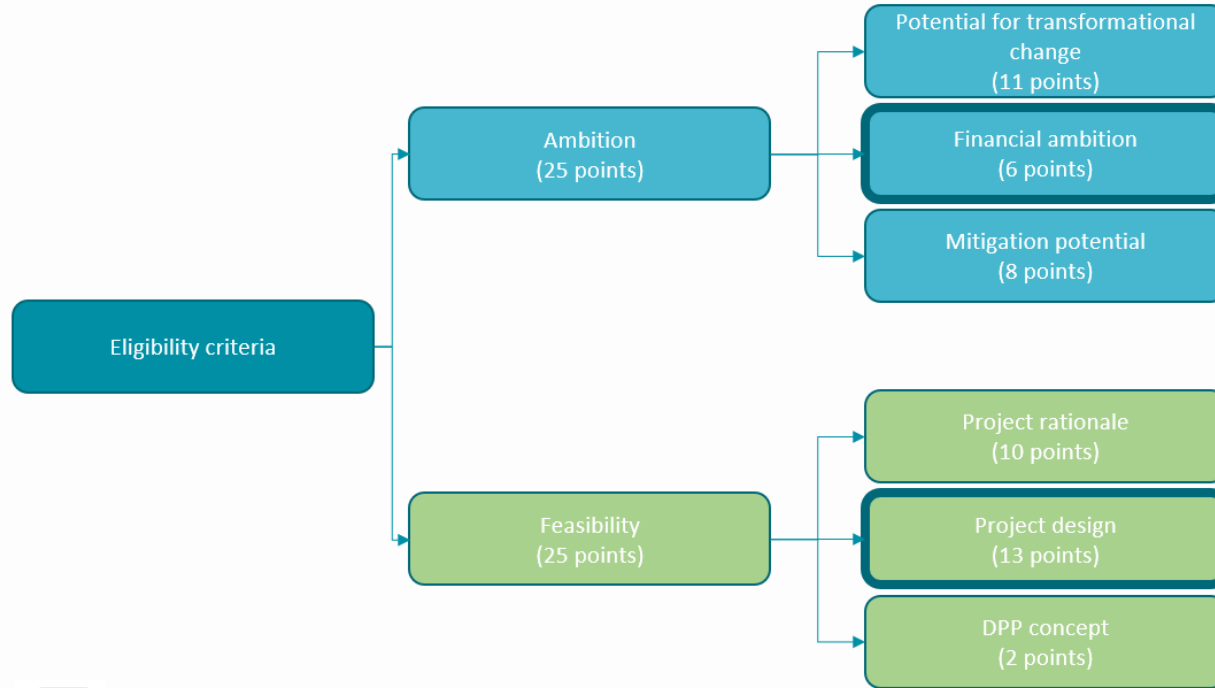 Potential for transformational
change
(11 points)
Ambition
(25 points)
Financial ambition
(6 points)
Mitigation potential
(8 points)
Eligibility criteria
Project rationale
(10 points)
Feasibility
(25 points)
Project design
(13 points)
DPP concept
(2 points)